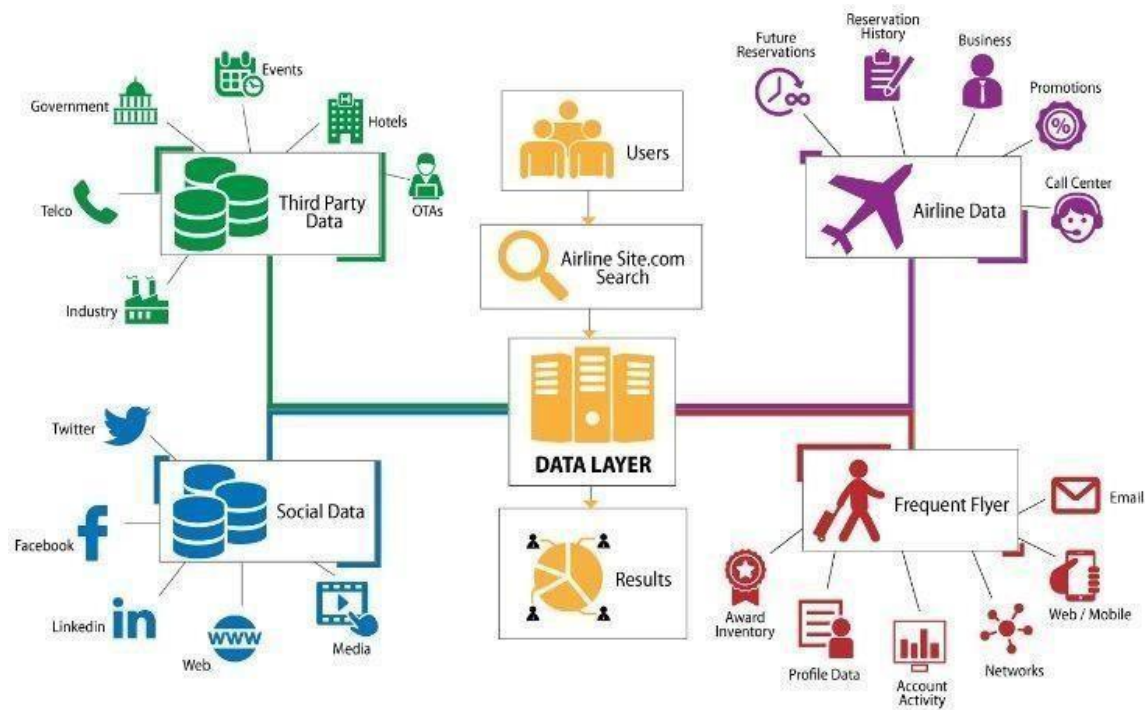 Government
Events
Hotels
Telco
Third Party
Data
OTAs
Industry
Users
Airline Site.com
Search
DATA LAYER
Results
Future
Reservations
Reservation
History
Business
Promotions
%
Airline Data
Call Center
Twitter
Facebook
f
Social Data
Linkedin
in
www
Web
Media
Frequent Flyer
Email
Award
Inventory
Profile Data
Account
Activity
Networks
Web / Mobile
H
∞